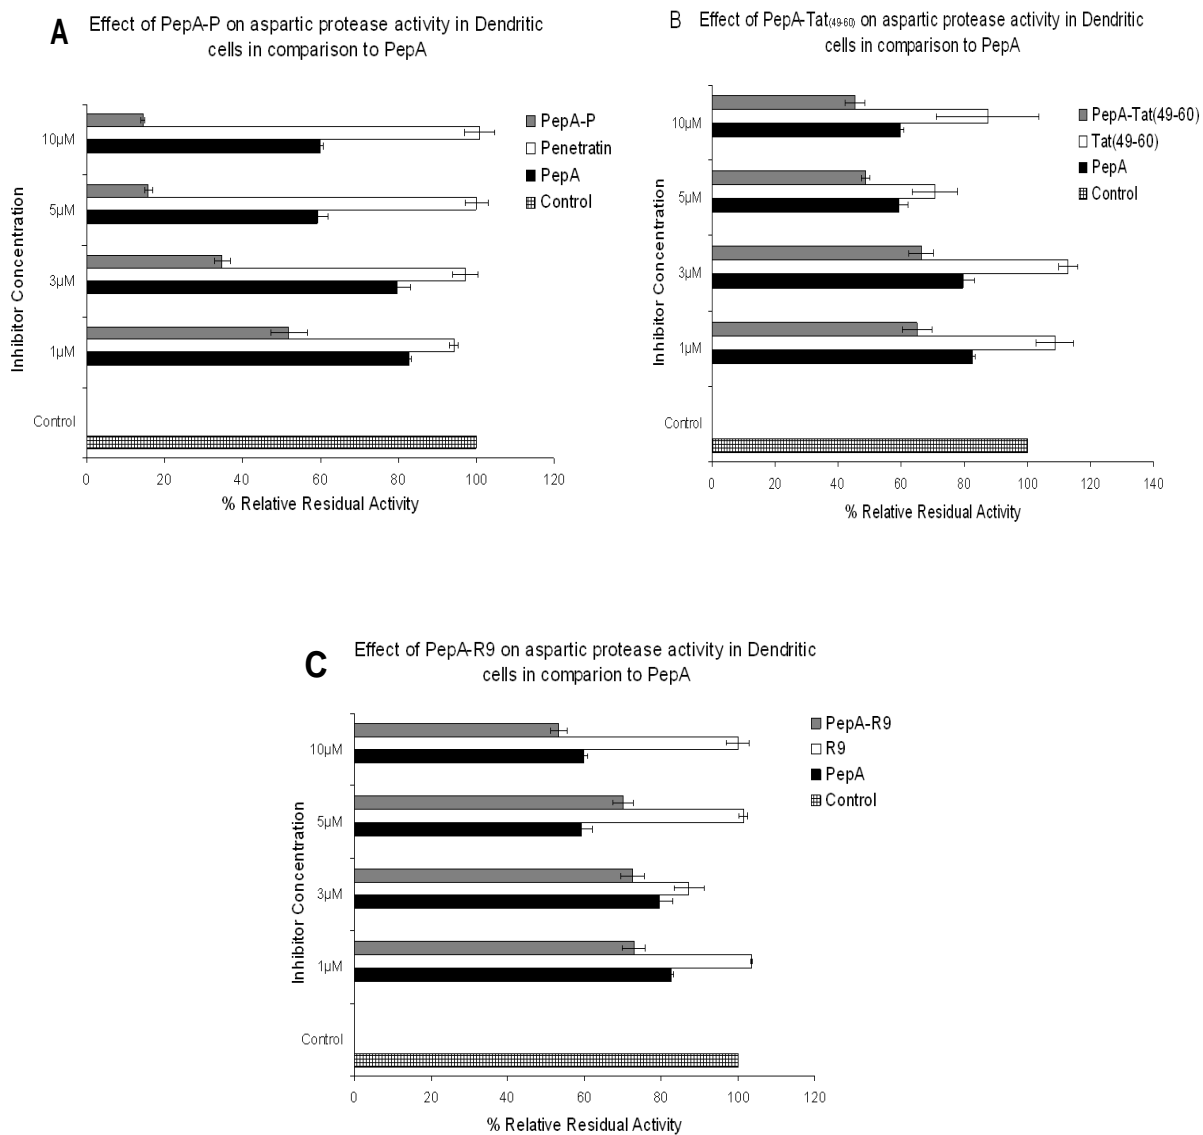 A
Effect of PepA-P on aspartic protease activity in Dendritic
cells in comparison to PepA
Inhibitor Concentration
10µM
5µM
3µM
1µM
Control
0 20 40 60 80 100 120
% Relative Residual Activity
PepA-P
Penetratin
PepA
Control
B
Effect of PepA-Tat(49-60) on aspartic protease activity in Dendritic
cells in comparison to PepA
Inhibitor Concentration
10µM
5µM
3µM
1µM
Control
0 20 40 60 80 100 120 140
% Relative Residual Activity
PepA-Tat(49-60)
Tat(49-60)
PepA
Control
C
Effect of PepA-R9 on aspartic protease activity in Dendritic
cells in comparion to PepA
Inhibitor Concentration
10µM
5µM
3µM
1µM
Control
0 20 40 60 80 100 120
% Relative Residual Activity
PepA-R9
R9
PepA
Control